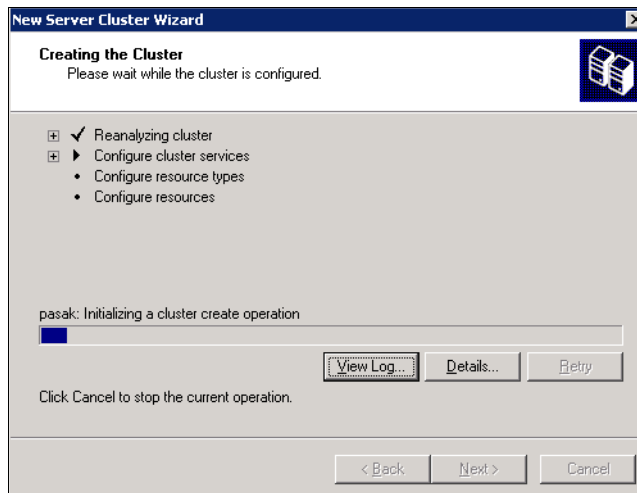 New Server Cluster Wizard
Creating the Cluster
Please wait while the cluster is configured.
Reanalyzing cluster
Configure cluster services
Configure resource types
Configure resources
pasak: Initializing a cluster create operation
View Log...
Details...
Retry
Click Cancel to stop the current operation.
< Back
Next >
Cancel